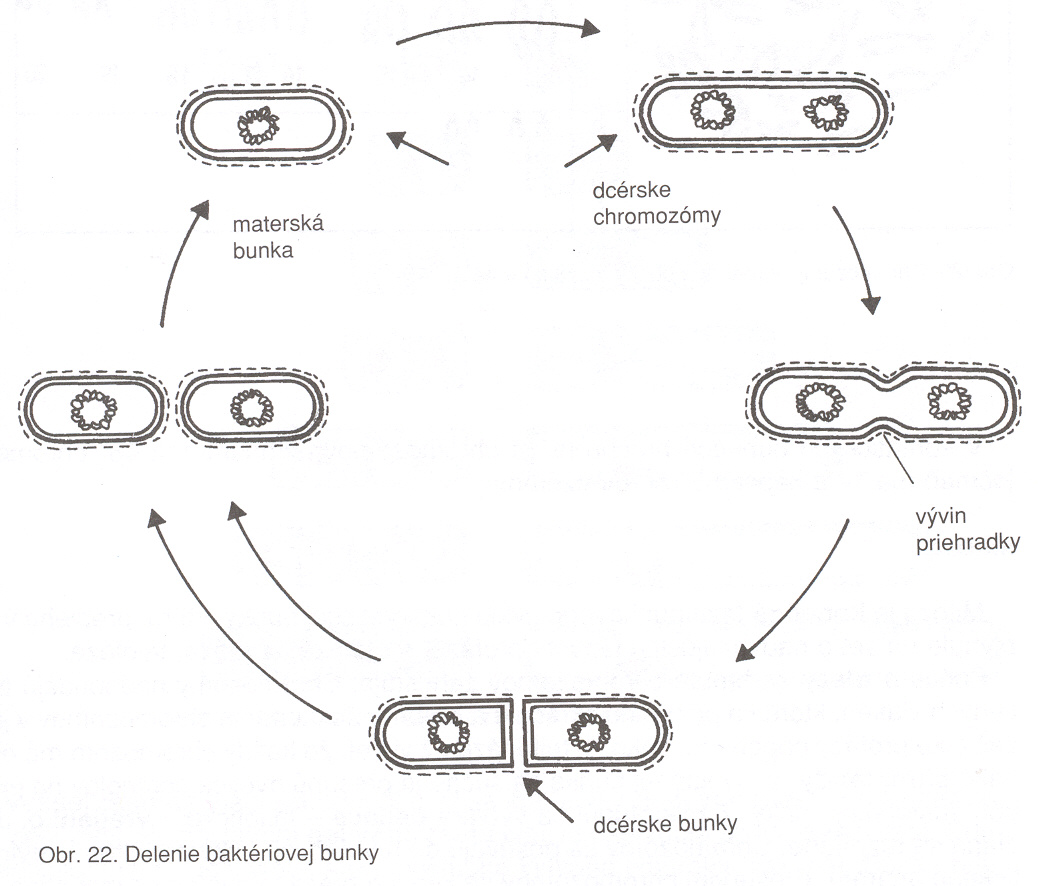 dcérske
chromozómy
materská
bunka
vývin
priehradky
dcérske bunky
Obr. 22. Delenie baktériovej bunky